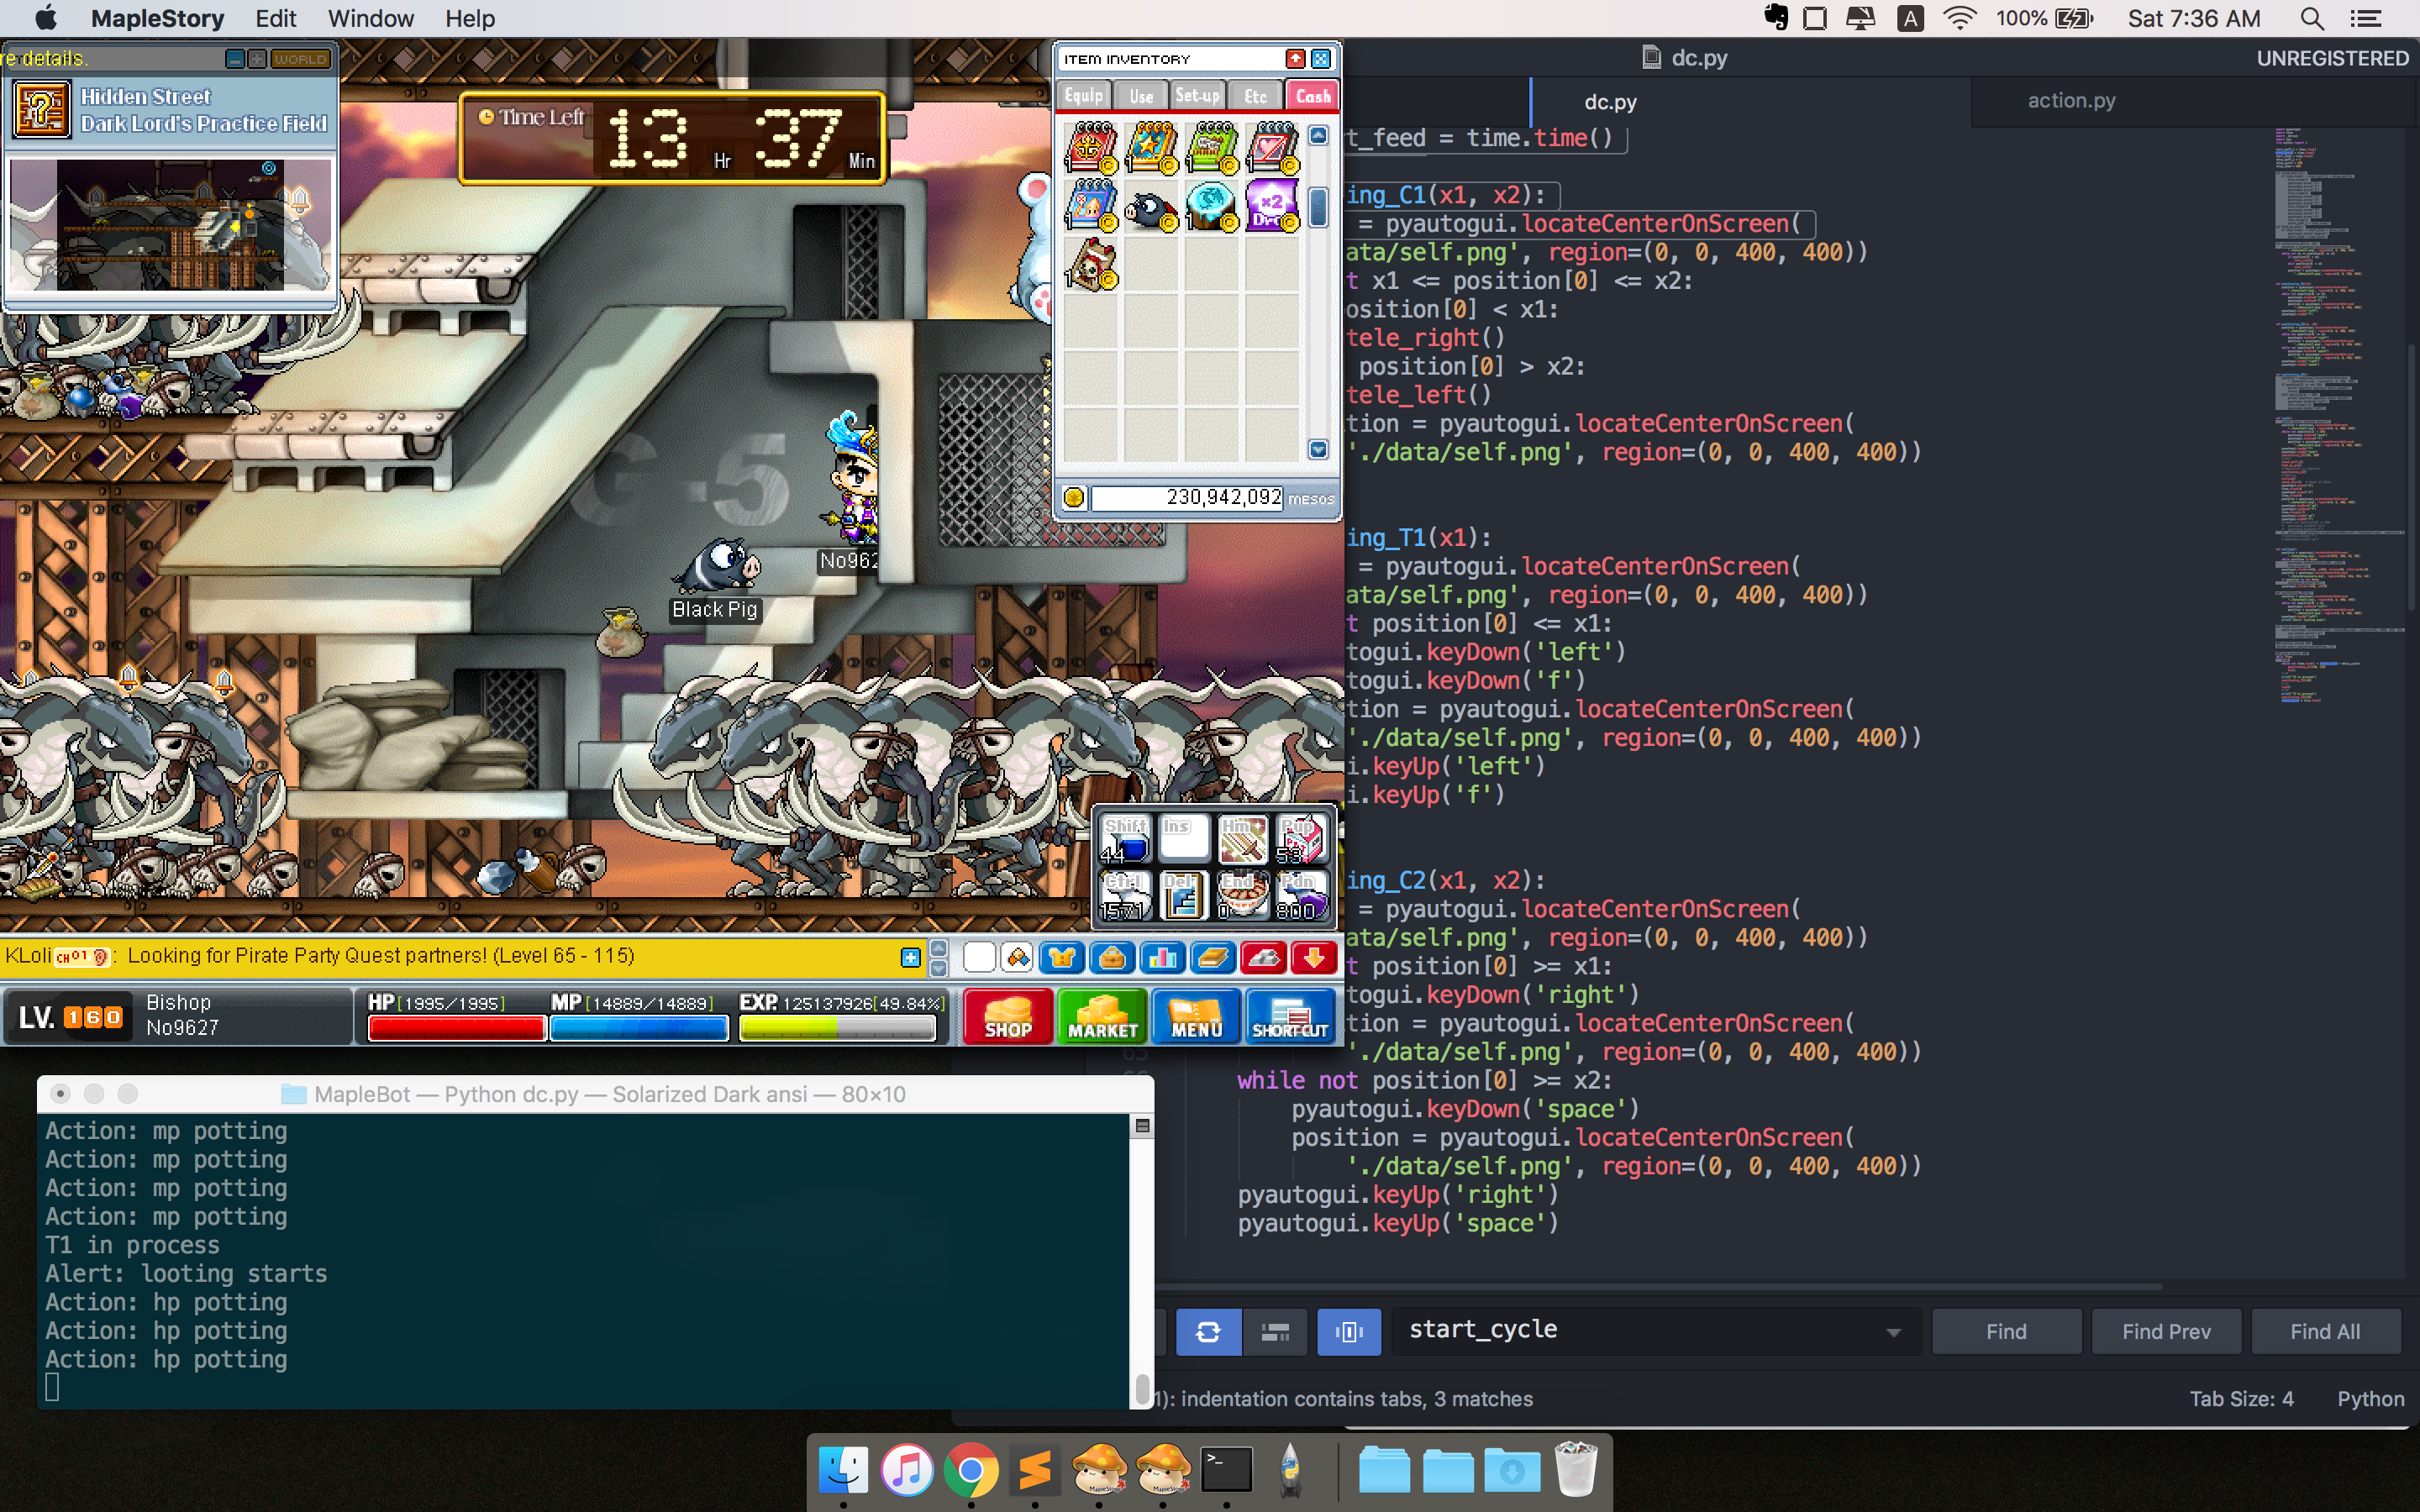 MapleStory Edit Window Help
A 100% Sat 7:36 AM
re details.
WORLD
Hidden Street
Dark Lord's Practice Field
Time Left 13 Hr 37 Min
ITEM INVENTORY
Equip Use Set-up Etc Cash
1 1 1 1
1 1 x2
1
230,942,092 MESOS
C-5
No962
Black Pig
Shift Ins Hm Pup
44 53
Ctrl Del End Pdn
1571 0 800
KLoli CH01 : Looking for Pirate Party Quest partners! (Level 65 - 115)
LV. 160 Bishop
No9627
HP[1995/1995] MP[14889/14889] EXP. 125137926[49.84%]
SHOP MARKET MENU SHORTCUT
dc.py UNREGISTERED
dc.py action.py
t_feed = time.time()
ing_C1(x1, x2):
= pyautogui.locateCenterOnScreen(
ata/self.png', region=(0, 0, 400, 400))
t x1 <= position[0] <= x2:
osition[0] < x1:
tele_right()
position[0] > x2:
tele_left()
tion = pyautogui.locateCenterOnScreen(
'./data/self.png', region=(0, 0, 400, 400))
ing_T1(x1):
= pyautogui.locateCenterOnScreen(
ata/self.png', region=(0, 0, 400, 400))
t position[0] <= x1:
togui.keyDown('left')
togui.keyDown('f')
tion = pyautogui.locateCenterOnScreen(
'./data/self.png', region=(0, 0, 400, 400))
i.keyUp('left')
i.keyUp('f')
ing_C2(x1, x2):
= pyautogui.locateCenterOnScreen(
ata/self.png', region=(0, 0, 400, 400))
t position[0] >= x1:
togui.keyDown('right')
tion = pyautogui.locateCenterOnScreen(
'./data/self.png', region=(0, 0, 400, 400))
while not position[0] >= x2:
pyautogui.keyDown('space')
position = pyautogui.locateCenterOnScreen(
'./data/self.png', region=(0, 0, 400, 400))
pyautogui.keyUp('right')
pyautogui.keyUp('space')
start_cycle Find Find Prev Find All
1): indentation contains tabs, 3 matches Tab Size: 4 Python
MapleBot — Python dc.py — Solarized Dark ansi — 80×10
Action: mp potting
Action: mp potting
Action: mp potting
Action: mp potting
T1 in process
Alert: looting starts
Action: hp potting
Action: hp potting
Action: hp potting